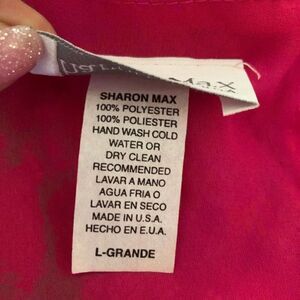 MaX
SHARON MAX
100% POLYESTER
100% POLIESTER
HAND WASH COLD
WATER OR
DRY CLEAN
RECOMMENDED
LAVAR A MANO
AGUA FRIA O
LAVAR EN SECO
MADE IN U.S.A.
HECHO EN E.U.A.
L-GRANDE